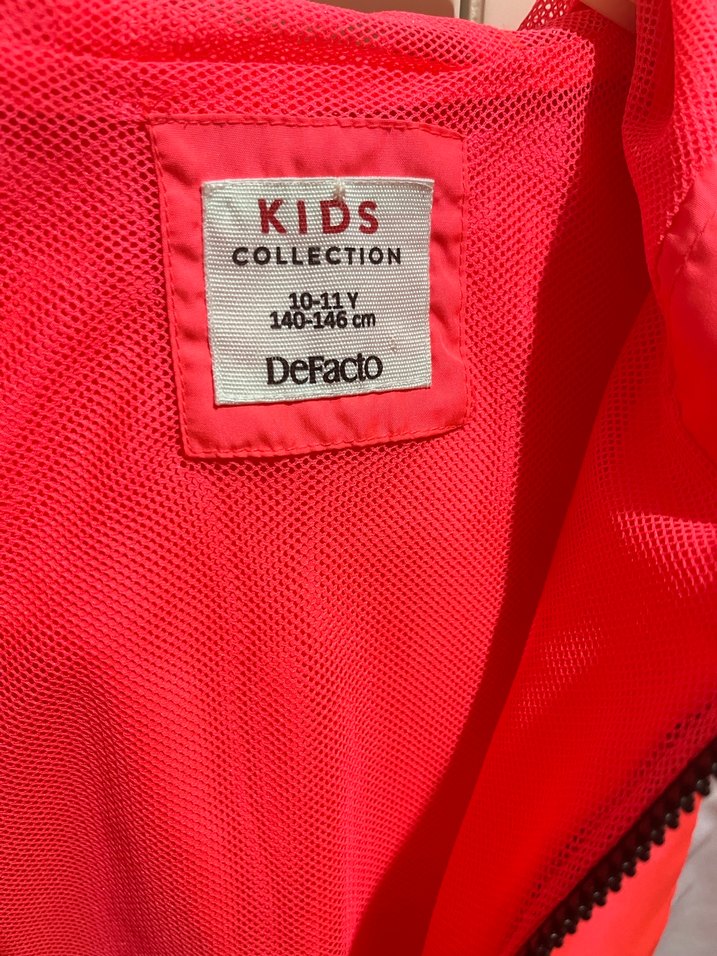 KIDS
COLLECTION
10-11 Y
140-146 cm
DeFacto